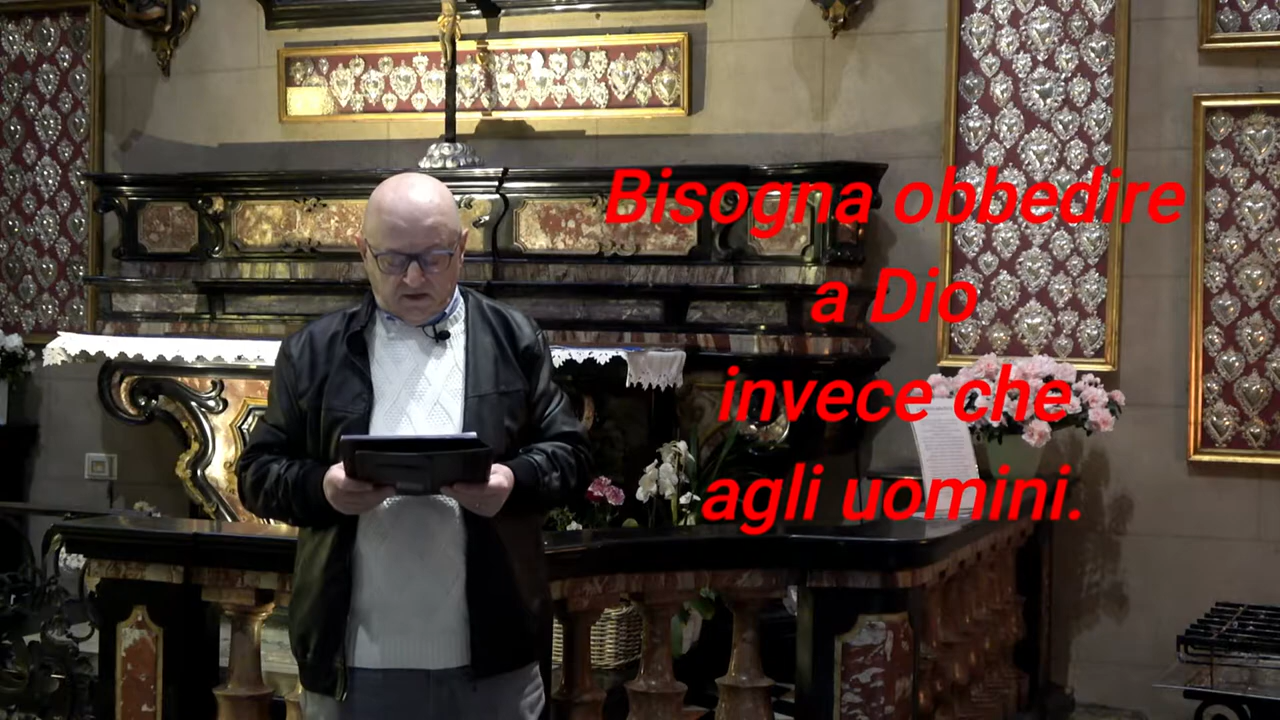 Bisogna obbedire
a Dio
invece che
agli uomini.